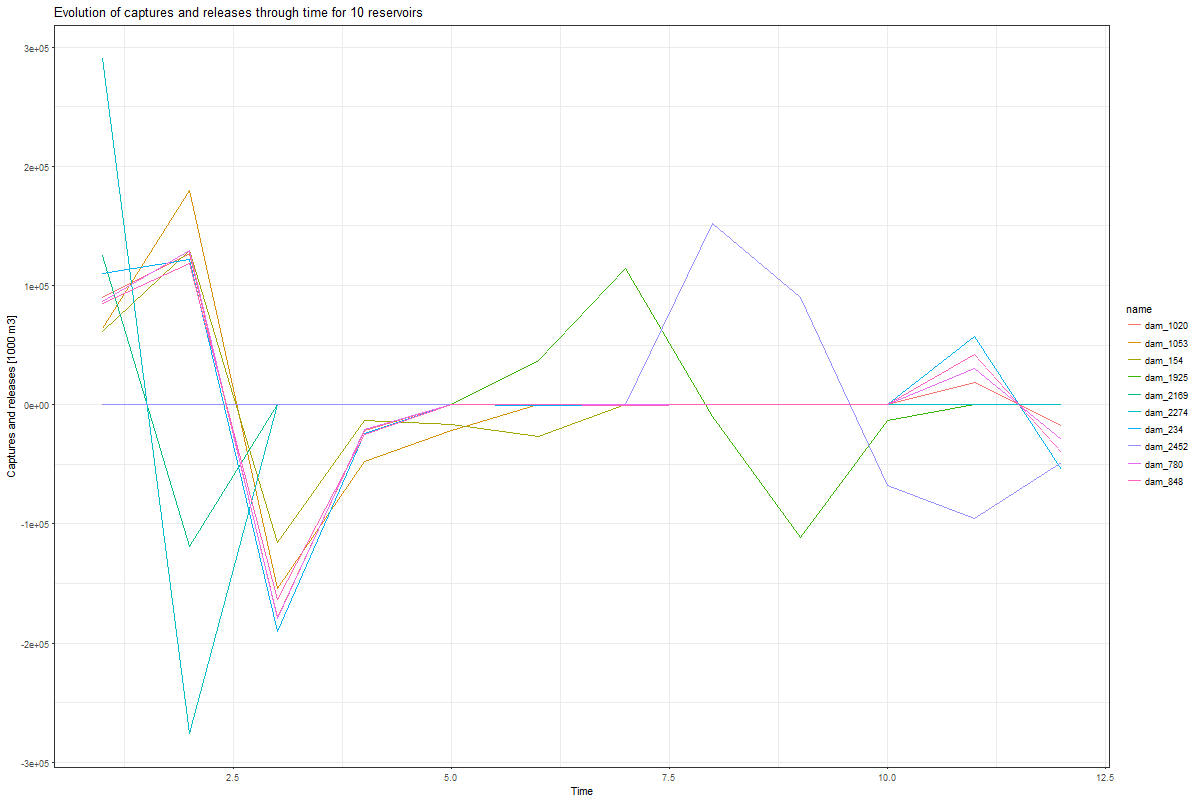 Evolution of captures and releases through time for 10 reservoirs
Captures and releases [1000 m3]
3e+05
2e+05
1e+05
0e+00
-1e+05
-2e+05
-3e+05
2.5
5.0
7.5
10.0
12.5
Time
name
dam_1020
dam_1053
dam_154
dam_1925
dam_2169
dam_2274
dam_234
dam_2452
dam_780
dam_848